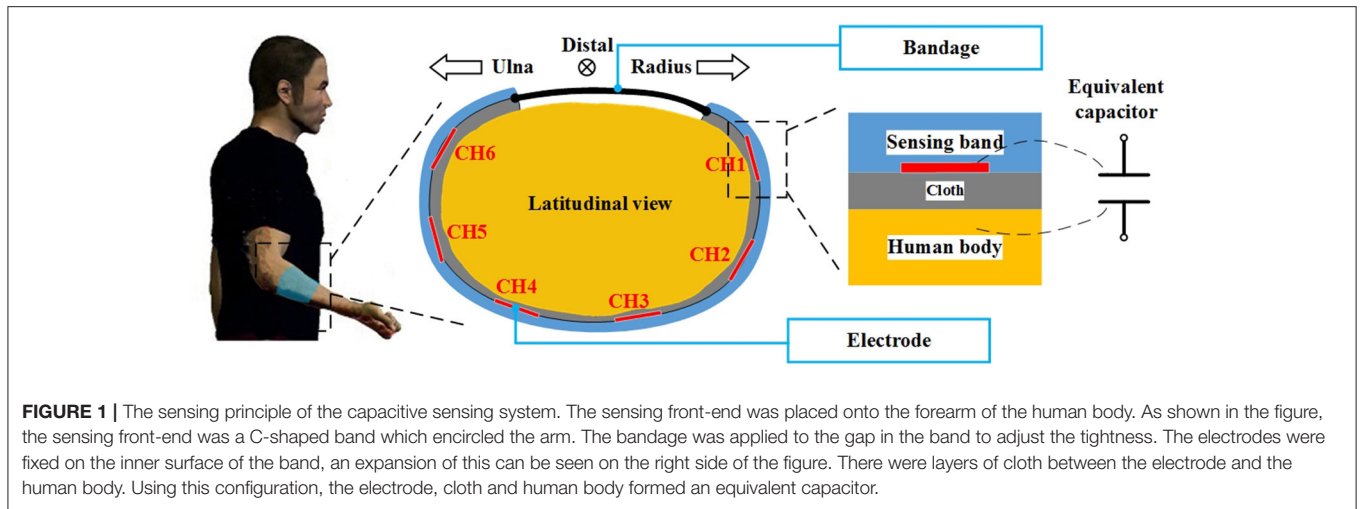 Bandage
Distal
Ulna
Radius
Equivalent
capacitor
CH6
CH1
Sensing band
Cloth
Latitudinal view
CH5
CH2
Human body
CH4
CH3
Electrode
FIGURE 1 | The sensing principle of the capacitive sensing system. The sensing front-end was placed onto the forearm of the human body. As shown in the figure,
the sensing front-end was a C-shaped band which encircled the arm. The bandage was applied to the gap in the band to adjust the tightness. The electrodes were
fixed on the inner surface of the band, an expansion of this can be seen on the right side of the figure. There were layers of cloth between the electrode and the
human body. Using this configuration, the electrode, cloth and human body formed an equivalent capacitor.